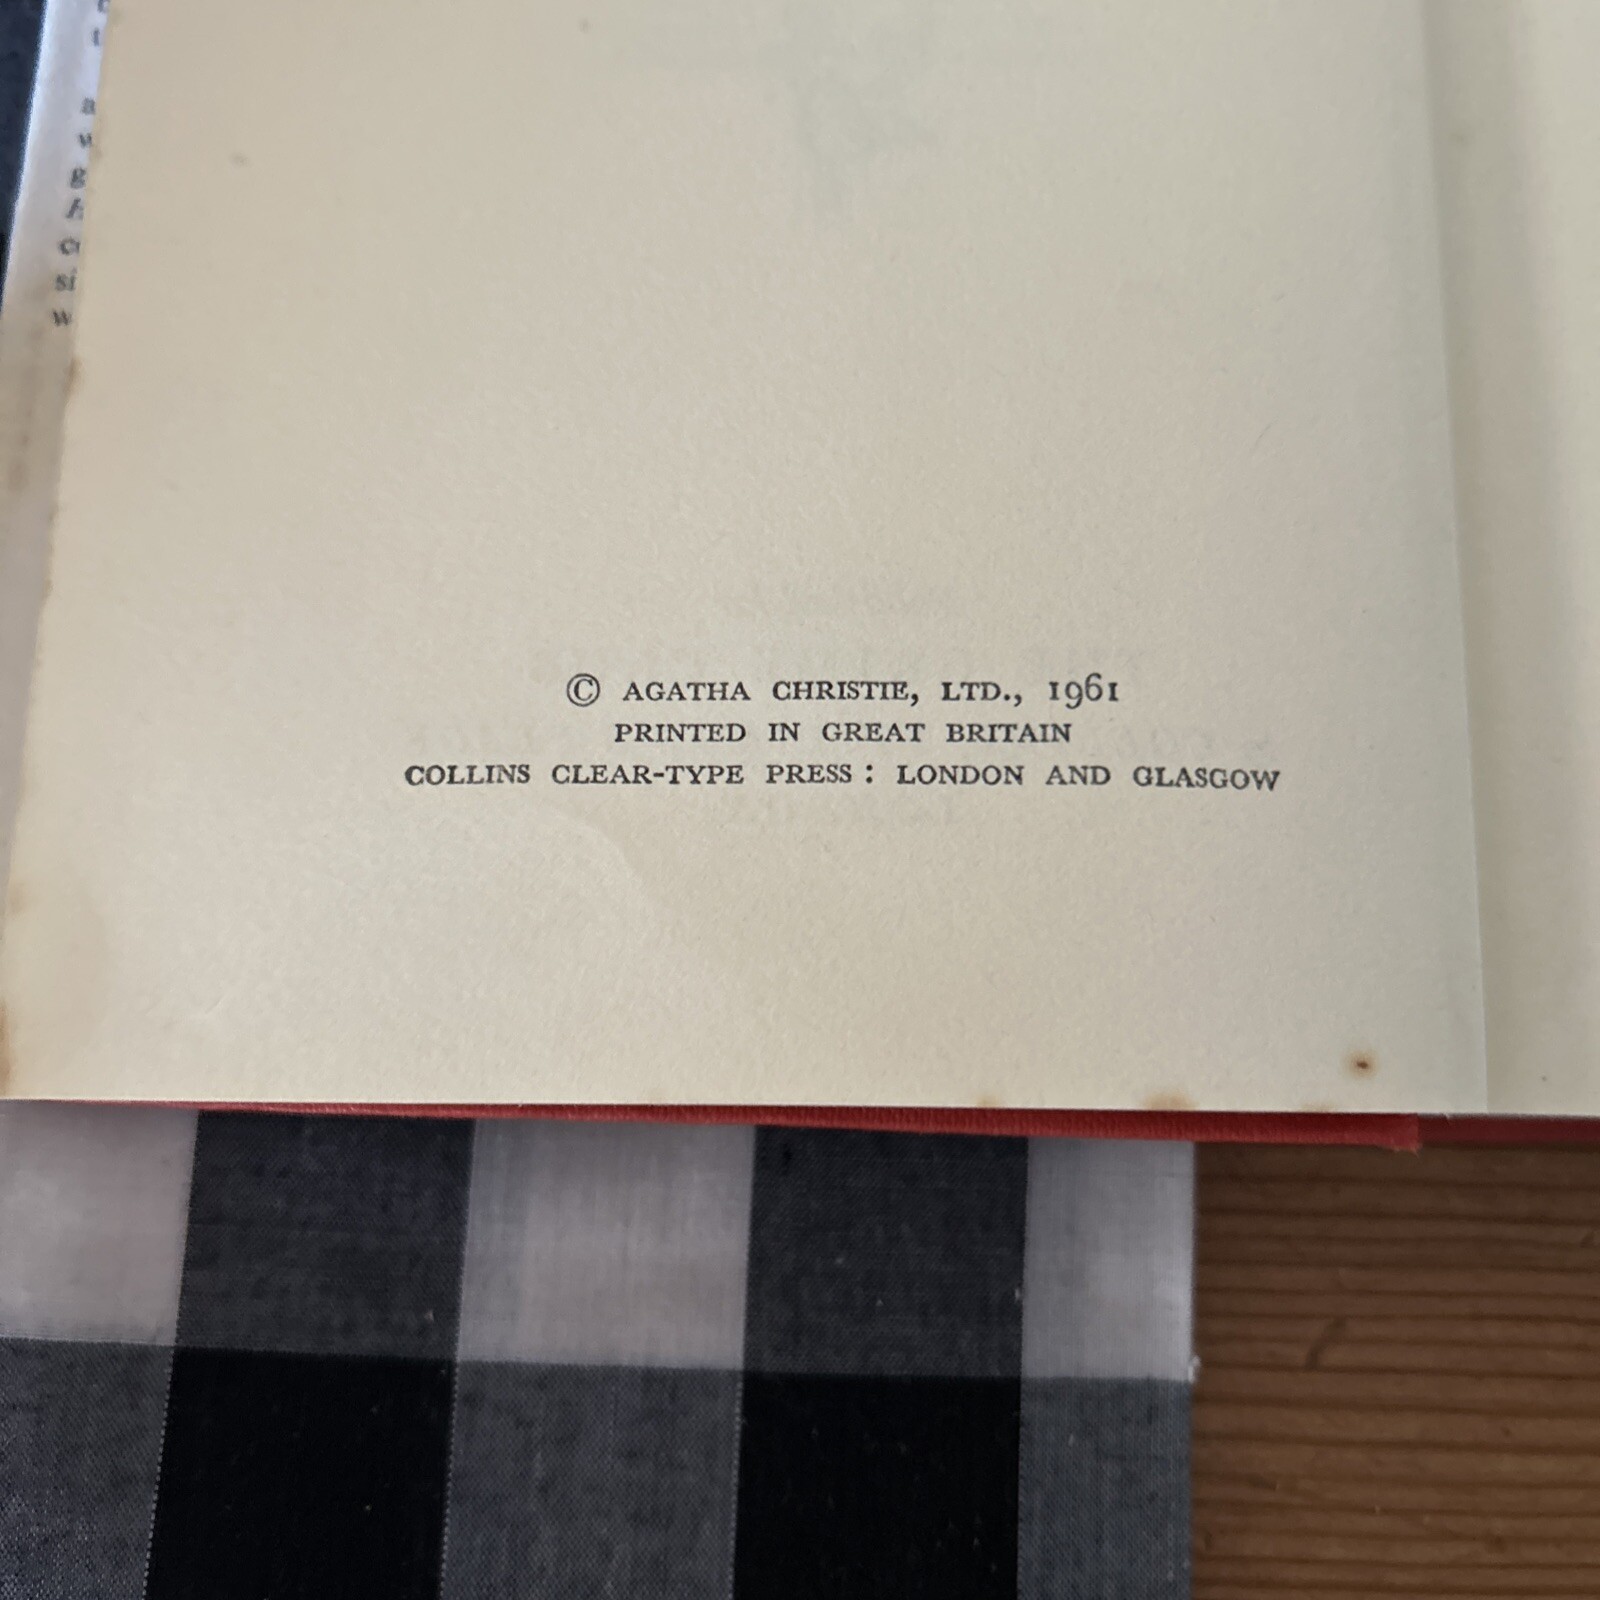 © AGATHA CHRISTIE, LTD., 1961
PRINTED IN GREAT BRITAIN
COLLINS CLEAR-TYPE PRESS : LONDON AND GLASGOW